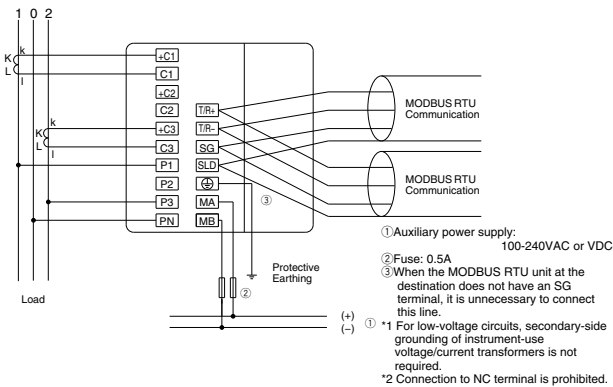 1 0 2
K k
L l
K k
L l
+C1
C1
+C2
C2
+C3
C3
P1
P2
P3
PN
T/R+
T/R-
SG
SLD
MA
MB
MODBUS RTU
Communication
MODBUS RTU
Communication
③
②
Protective
Earthing
Load
(+)
(−)
①
①Auxiliary power supply:
100-240VAC or VDC
②Fuse: 0.5A
③When the MODBUS RTU unit at the
destination does not have an SG
terminal, it is unnecessary to connect
this line.
*1 For low-voltage circuits, secondary-side
grounding of instrument-use
voltage/current transformers is not
required.
*2 Connection to NC terminal is prohibited.